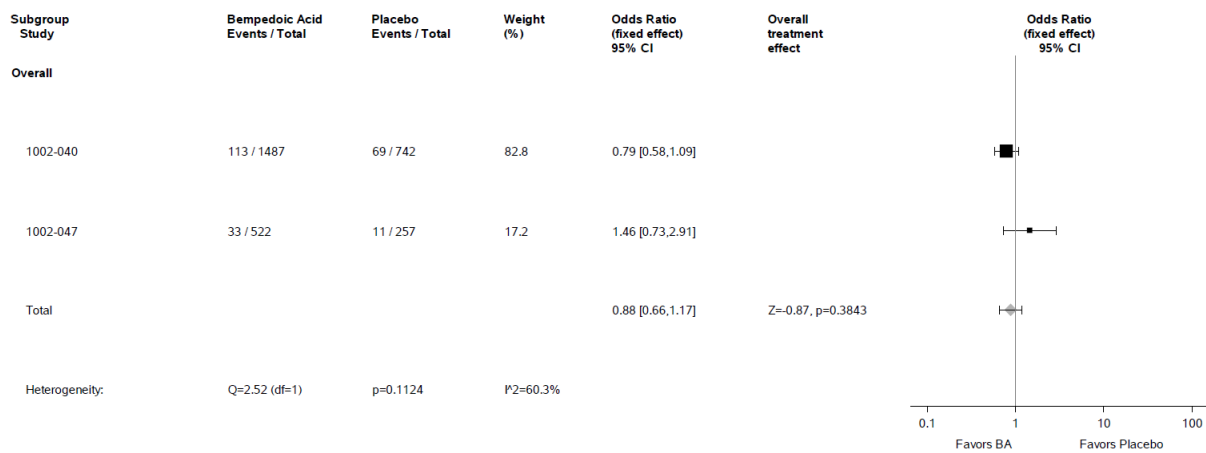 Subgroup Bempedoic Acid Placebo Weight Odds Ratio Overall Odds Ratio
Study Events / Total Events / Total (%) (fixed effect) treatment (fixed effect)
95% CI effect 95% CI
Overall
1002-040 113 / 1487 69 / 742 82.8 0.79 [0.58,1.09]
1002-047 33 / 522 11 / 257 17.2 1.46 [0.73,2.91]
Total 0.88 [0.66,1.17] Z=-0.87, p=0.3843
Heterogeneity: Q=2.52 (df=1) p=0.1124 I^2=60.3%
0.1 1 10 100
Favors BA Favors Placebo